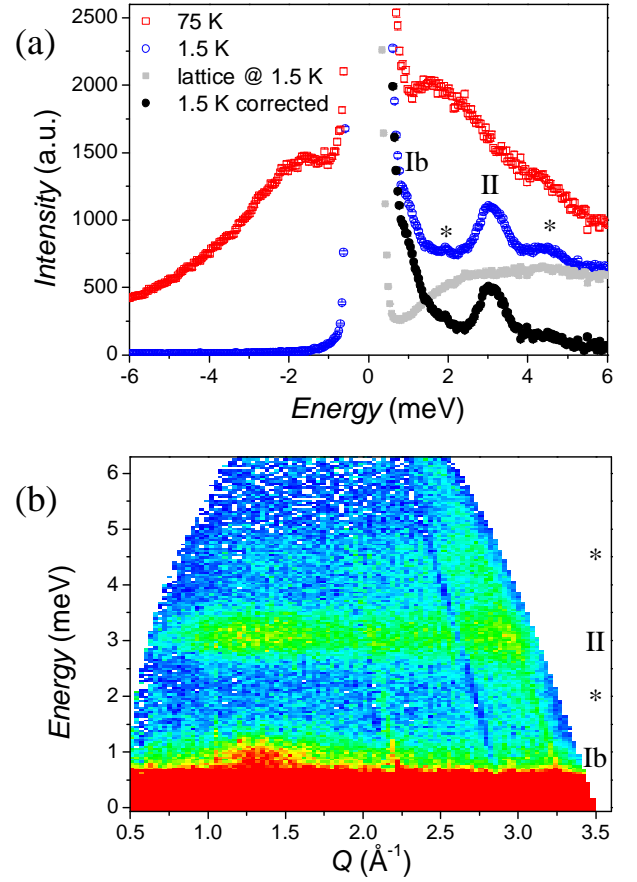 (a)
2500
2000
1500
1000
500
0
Intensity (a.u.)
75 K
1.5 K
lattice @ 1.5 K
1.5 K corrected
Ib
*
II
*
-6 -4 -2 0 2 4 6
Energy (meV)
(b)
6
5
4
3
2
1
0
Energy (meV)
*
II
*
Ib
0.5 1.0 1.5 2.0 2.5 3.0 3.5
Q (Å⁻¹)